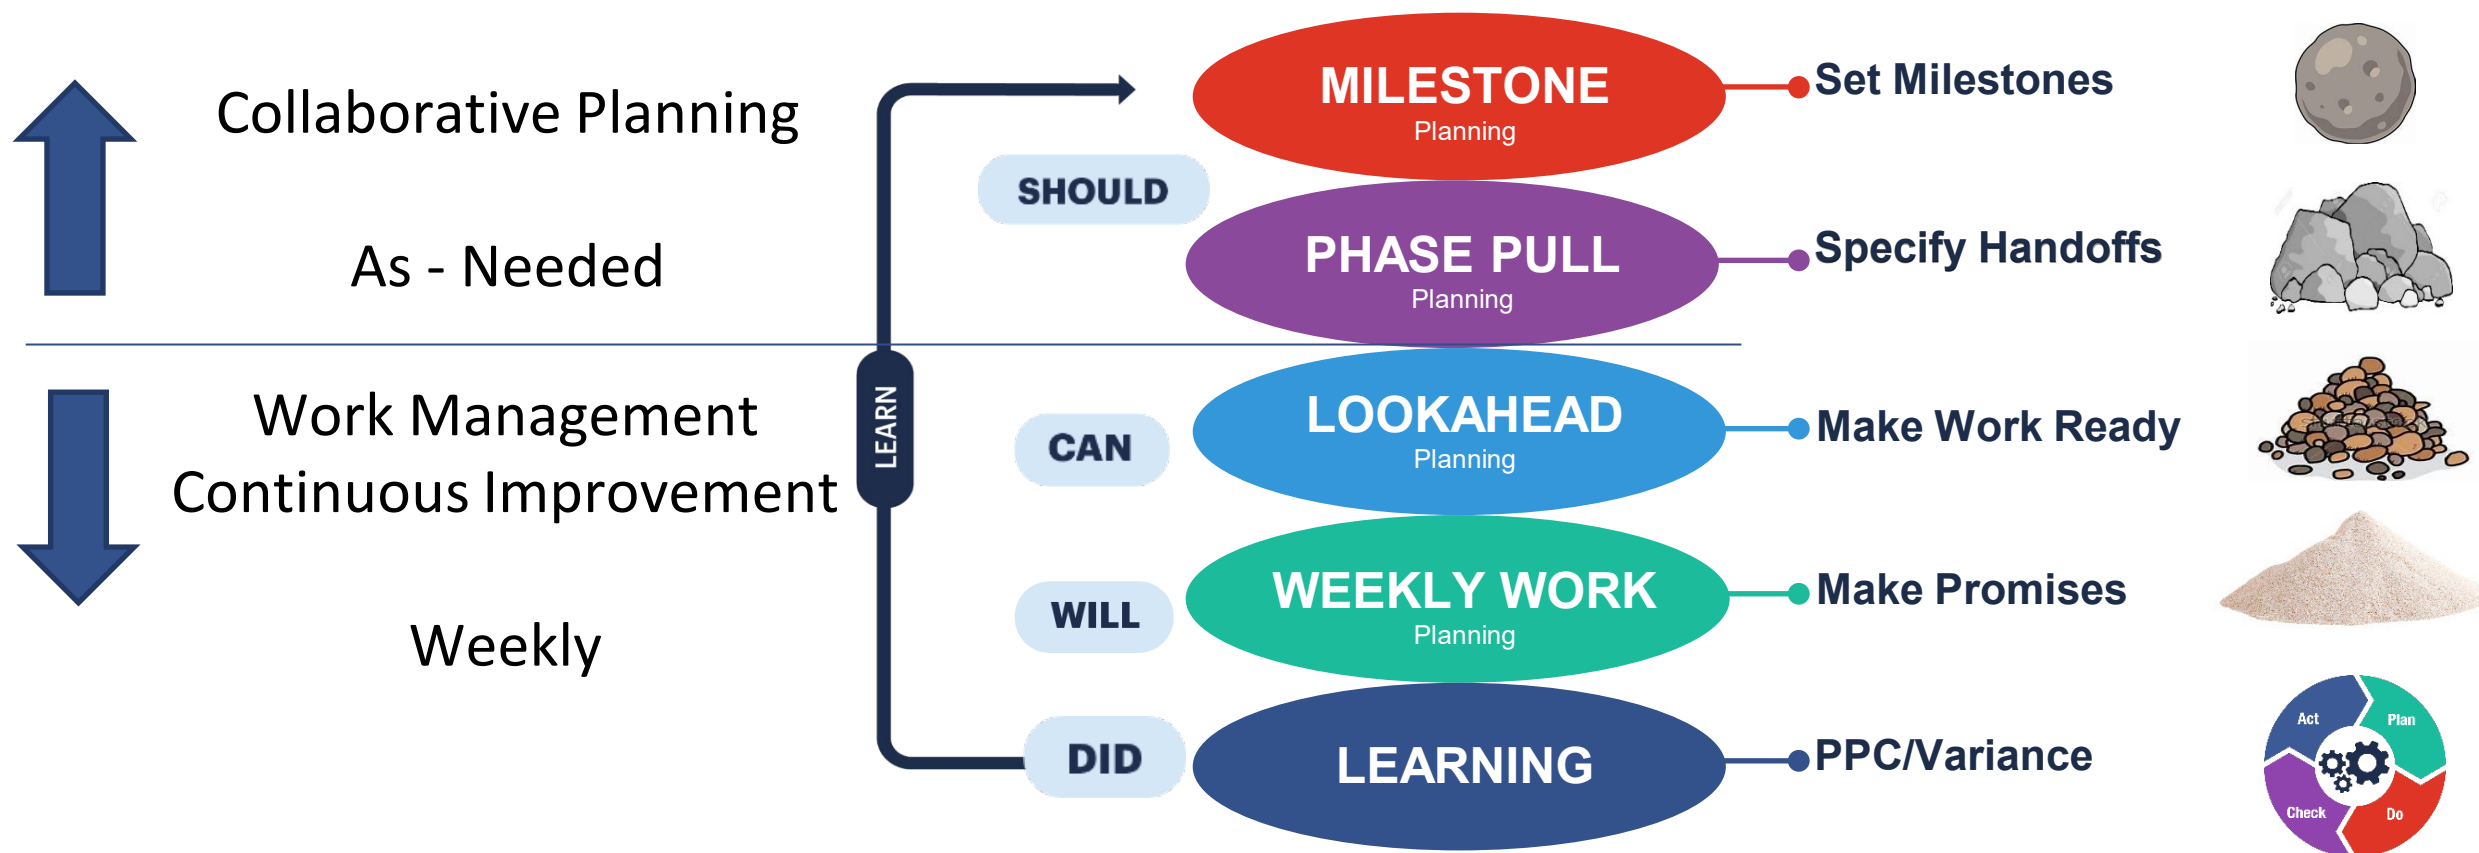 Collaborative Planning
As - Needed
Work Management
Continuous Improvement
Weekly
LEARN
SHOULD
CAN
WILL
DID
MILESTONE
Planning
PHASE PULL
Planning
LOOKAHEAD
Planning
WEEKLY WORK
Planning
LEARNING
Set Milestones
Specify Handoffs
Make Work Ready
Make Promises
PPC/Variance
Act
Plan
Check
Do